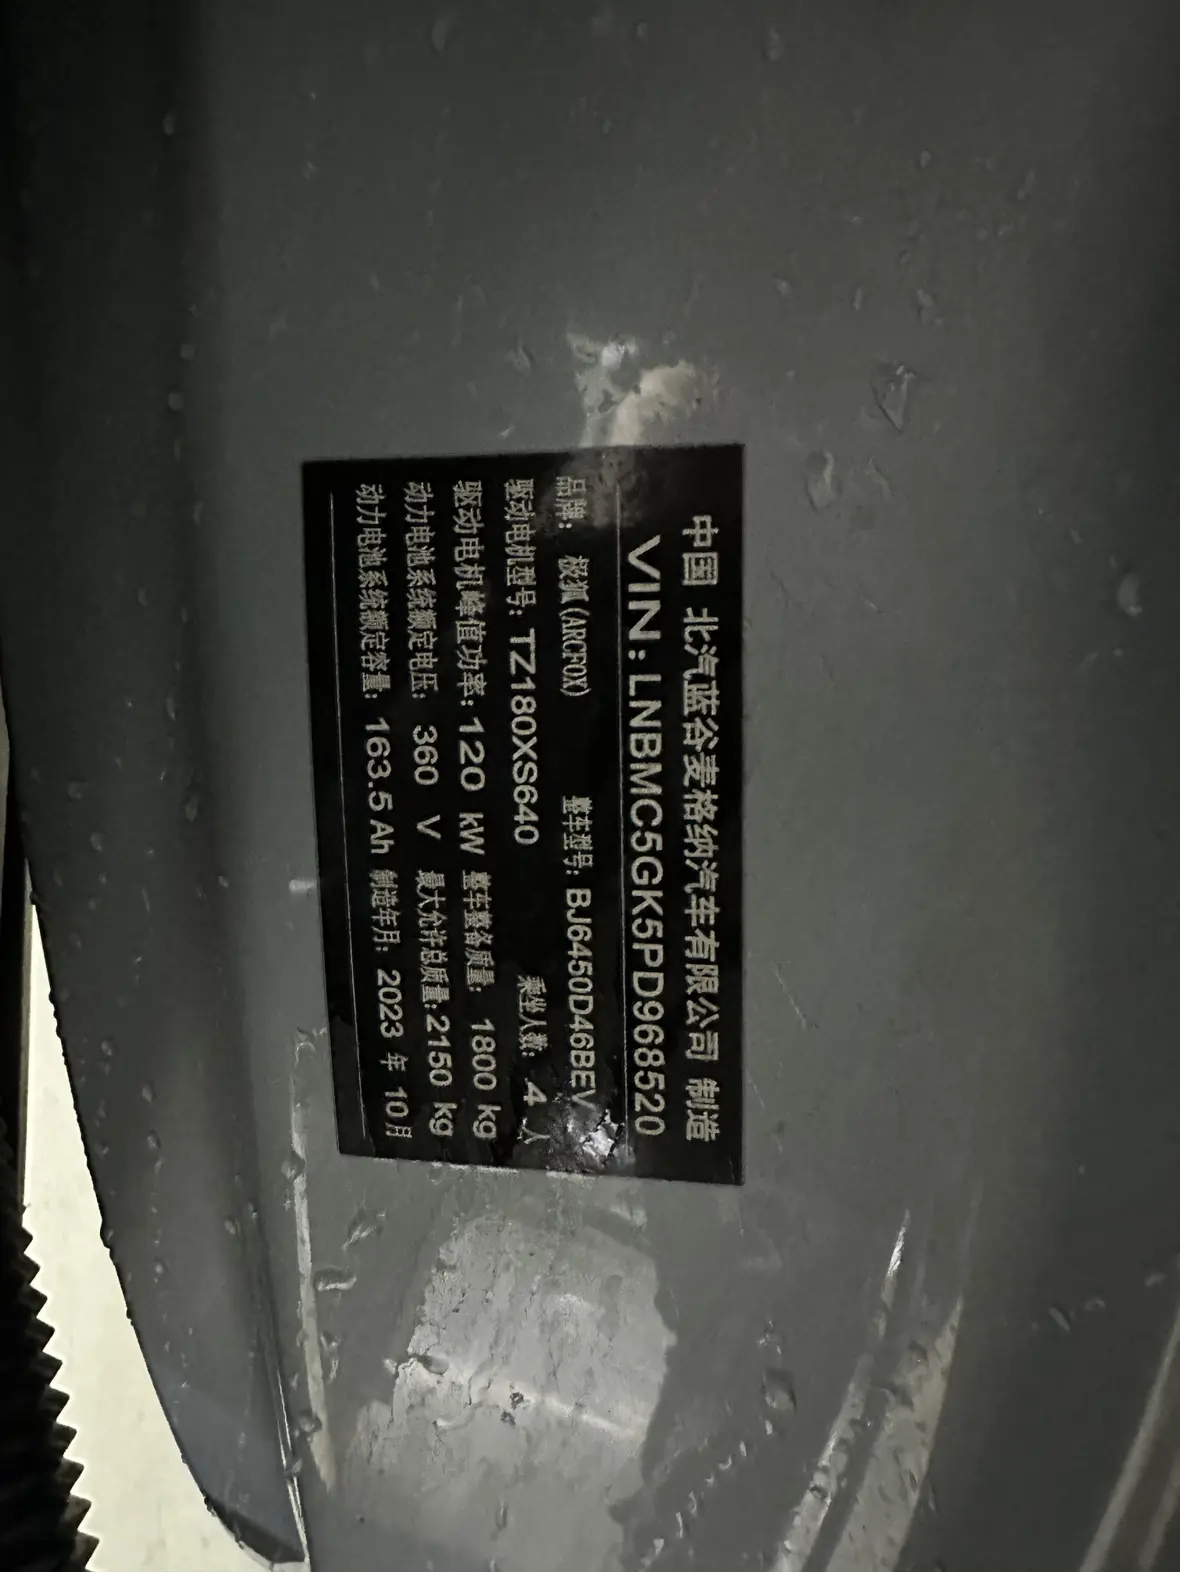 中国 北汽蓝谷麦格纳汽车有限公司 制造
VIN:LNBMC5GK5PD968520
品牌: 极狐(ARCFOX) 整车型号: BJ6450D46BEV
驱动电机型号: TZ180XS640 乘坐人数: 4 人
驱动电机峰值功率: 120 kW 整车整备质量: 1800 kg
动力电池系统额定电压: 360 V 最大允许总质量: 2150 kg
动力电池系统额定容量: 163.5 Ah 制造年月: 2023 年 10 月